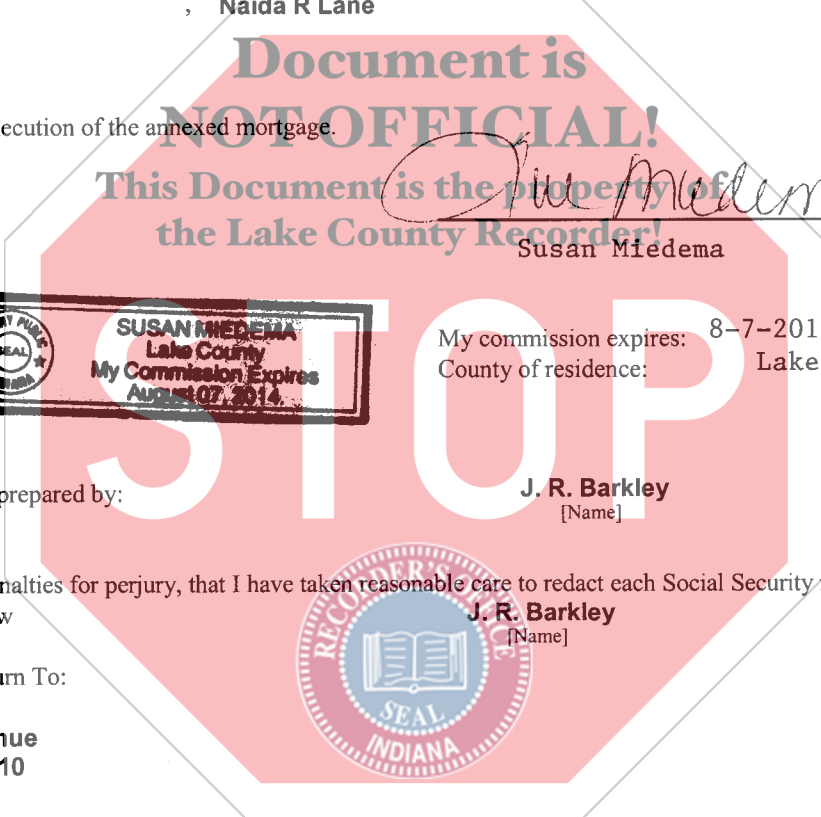 , Naida R Lane
Document is
NOT OFFICIAL!
ecution of the annexed mortgage.
This Document is the property of
the Lake County Recorder!
Susan Miedema
SUSAN MIEDEMA
Lake County
My Commission Expires
August 07, 2014.
SEAL
My commission expires: 8-7-201
County of residence: Lake
STOP
prepared by:
J. R. Barkley
[Name]
nalties for perjury, that I have taken reasonable care to redact each Social Security
w
J. R. Barkley
[Name]
RECORDER'S OFFICE
SEAL
INDIANA
urn To:
nue
10